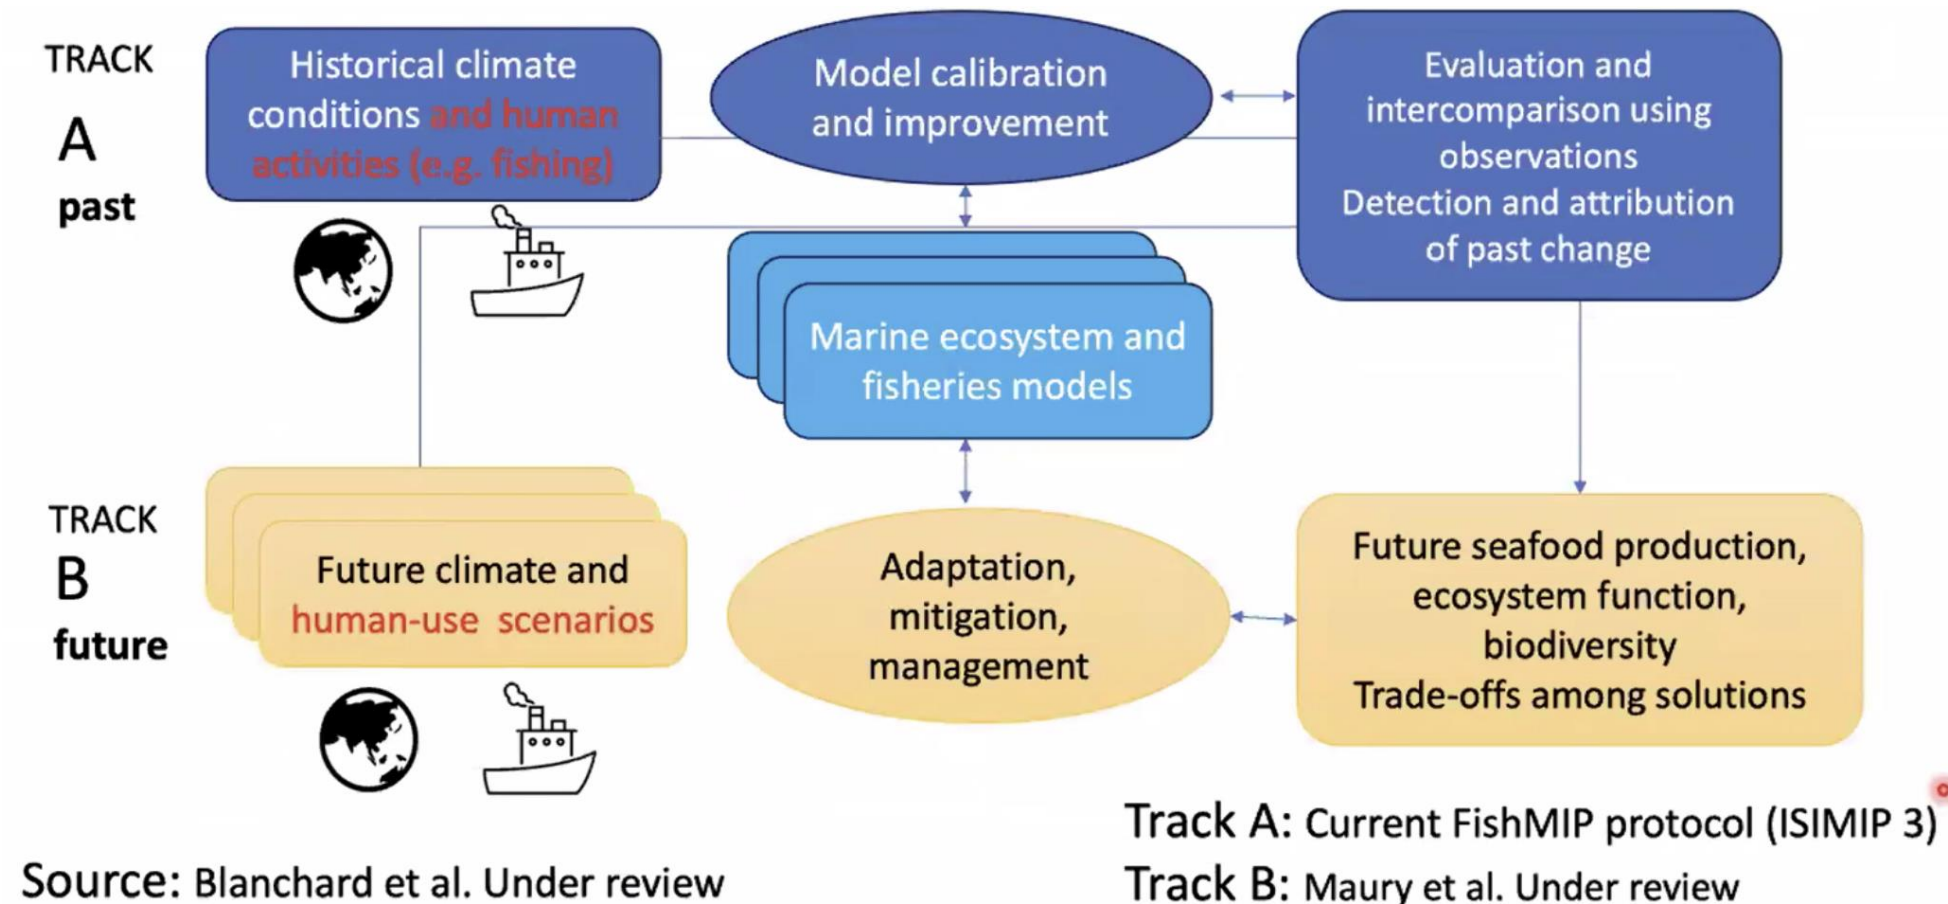 TRACK
A
past
Historical climate
conditions and human
activities (e.g. fishing)
Model calibration
and improvement
Evaluation and
intercomparison using
observations
Detection and attribution
of past change
Marine ecosystem and
fisheries models
TRACK
B
future
Future climate and
human-use scenarios
Adaptation,
mitigation,
management
Future seafood production,
ecosystem function,
biodiversity
Trade-offs among solutions
Track A: Current FishMIP protocol (ISIMIP 3)
Source: Blanchard et al. Under review
Track B: Maury et al. Under review